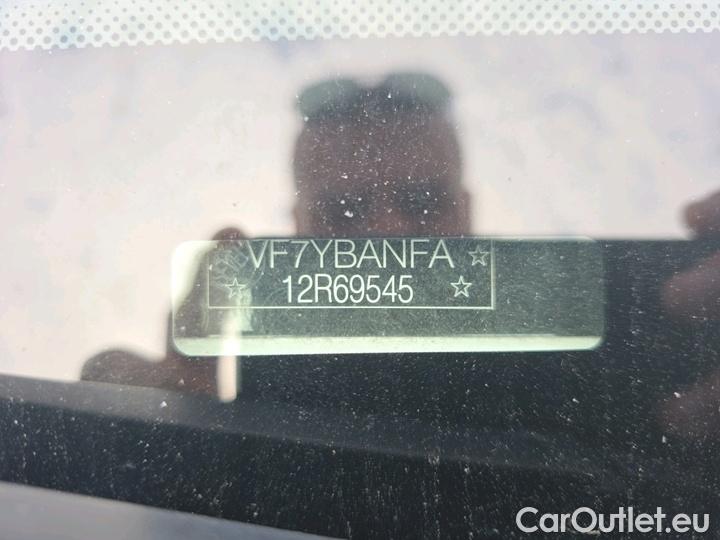 VF7YBANFA ☆
☆ 12R69545 ☆
CarOutlet.eu